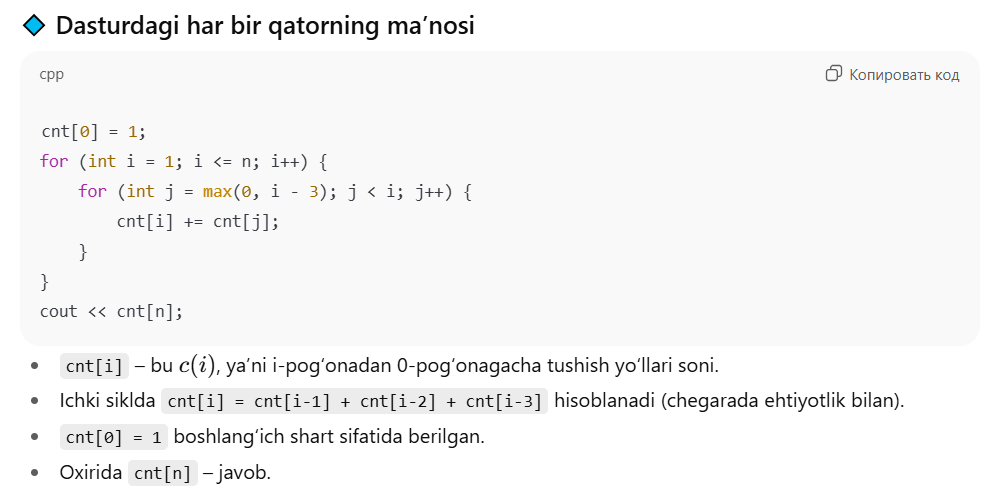 Dasturdagi har bir qatorning ma’nosi
cpp
Копировать код
cnt[0] = 1;
for (int i = 1; i <= n; i++) {
    for (int j = max(0, i - 3); j < i; j++) {
        cnt[i] += cnt[j];
    }
}
cout << cnt[n];
• cnt[i] – bu c(i), ya’ni i-pog‘onadan 0-pog‘onagacha tushish yo‘llari soni.
• Ichki siklda cnt[i] = cnt[i-1] + cnt[i-2] + cnt[i-3] hisoblanadi (chegarada ehtiyotlik bilan).
• cnt[0] = 1 boshlang‘ich shart sifatida berilgan.
• Oxirida cnt[n] – javob.